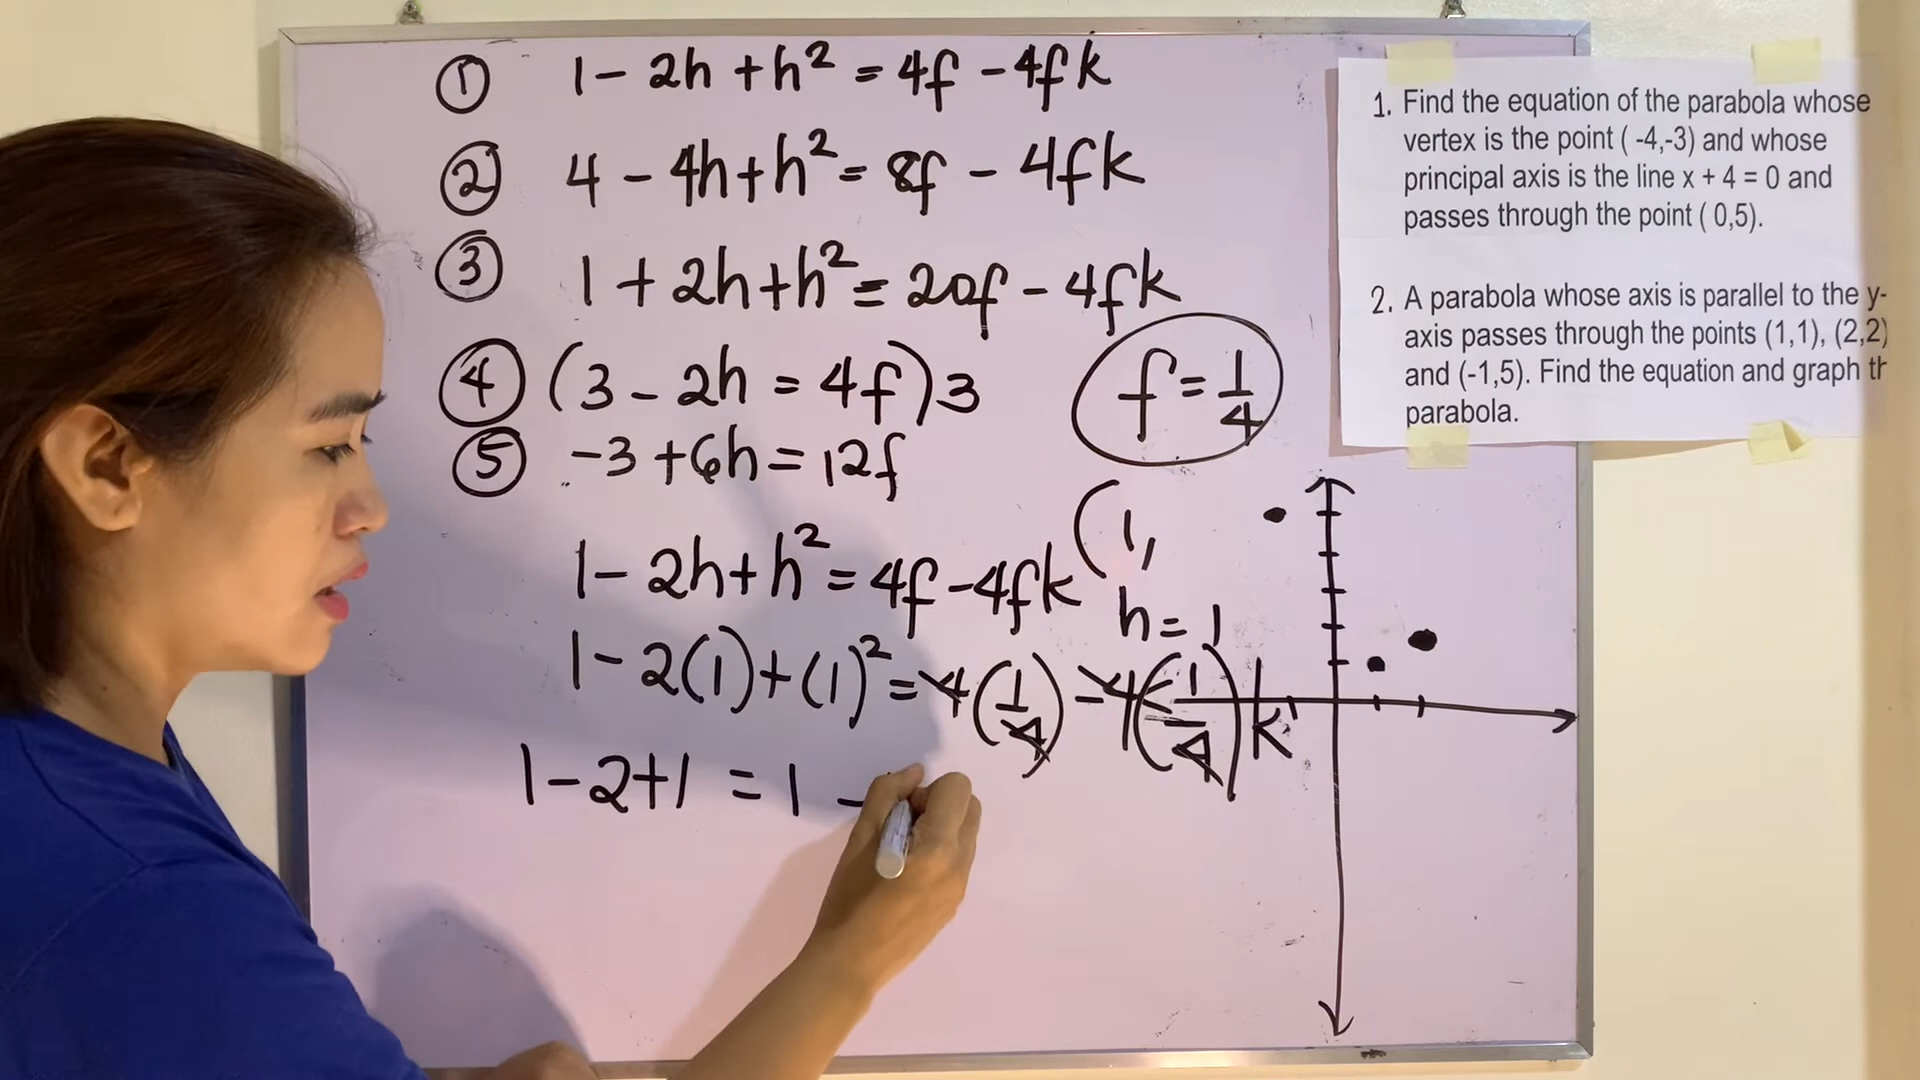 ① 1 - 2h + h² = 4f - 4fk
② 4 - 4h + h² = 8f - 4fk
③ 1 + 2h + h² = 20f - 4fk
④ (3 - 2h = 4f)3
f = 1/4
⑤ -3 + 6h = 12f
(1,
1 - 2h + h² = 4f - 4fk
h = 1
1 - 2(1) + (1)² = 4(1/4) - 4(1/4)k
1 - 2 + 1 = 1 -
1. Find the equation of the parabola whose
vertex is the point ( -4,-3) and whose
principal axis is the line x + 4 = 0 and
passes through the point ( 0,5).
2. A parabola whose axis is parallel to the y-
axis passes through the points (1,1), (2,2)
and (-1,5). Find the equation and graph th
parabola.